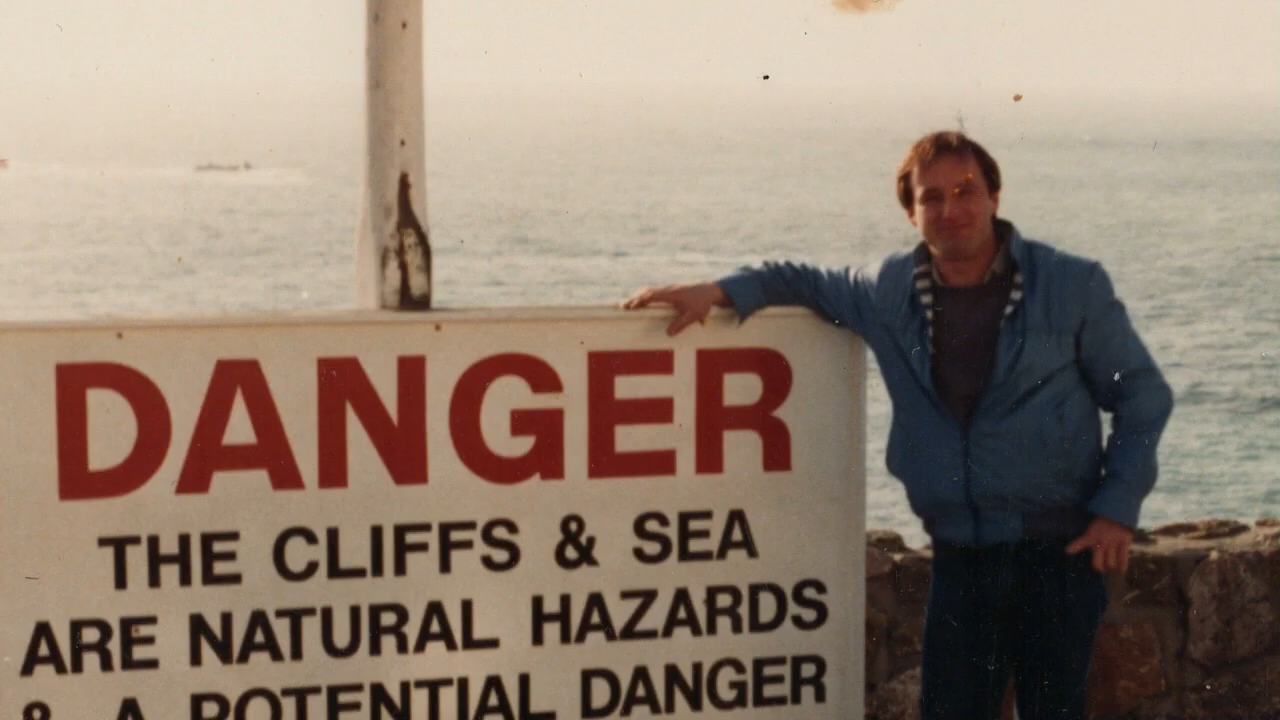 DANGER
THE CLIFFS & SEA
ARE NATURAL HAZARDS
& A POTENTIAL DANGER